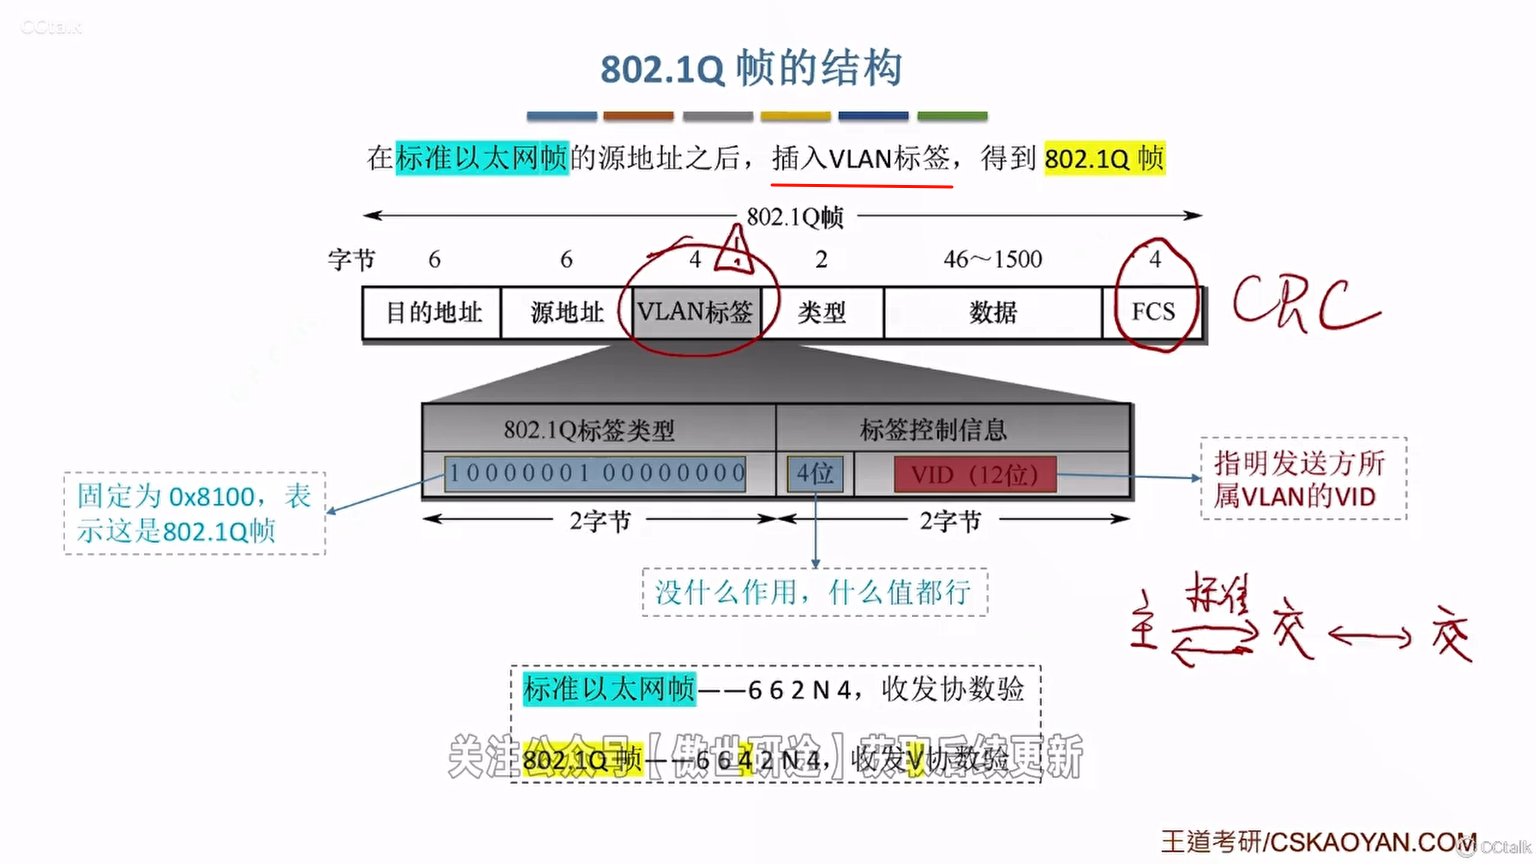 CCtalk
802.1Q 帧的结构
在标准以太网帧的源地址之后，插入VLAN标签，得到 802.1Q 帧
802.1Q帧
字节 6 6 4 2 46～1500 4
目的地址 源地址 VLAN标签 类型 数据 FCS
CRC
802.1Q标签类型 标签控制信息
10000001 00000000 4位 VID（12位）
2字节 2字节
固定为 0x8100，表
示这是802.1Q帧
指明发送方所
属VLAN的VID
没什么作用，什么值都行
标准
主 交 交
标准以太网帧——6 6 2 N 4，收发协数验
802.1Q 帧——6 6 4 2 N 4，收发V协数验
关注公众号【傲世研途】获取后续更新
王道考研/CSKAOYAN.COM
CCtalk